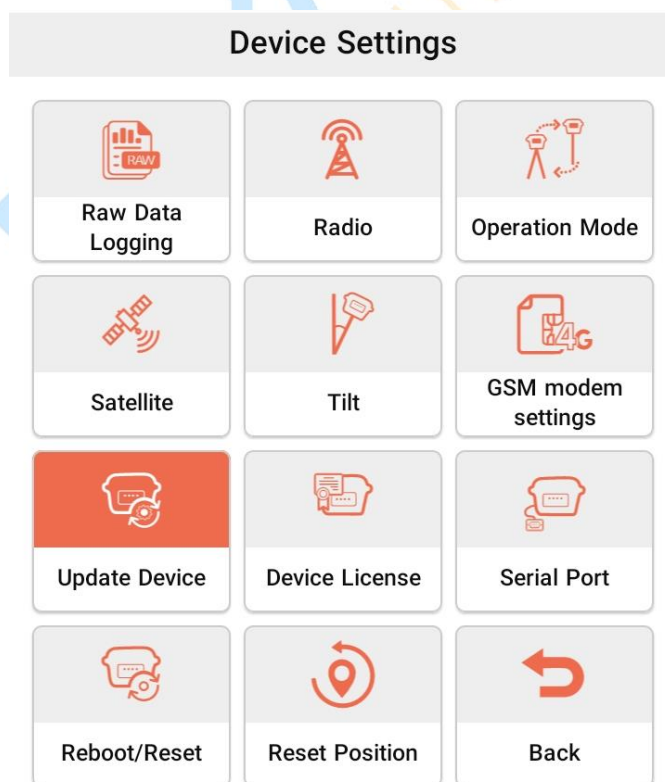 Device Settings
RAW
Raw Data
Logging
Radio
Operation Mode
4G
Satellite
Tilt
GSM modem
settings
Update Device
Device License
Serial Port
Reboot/Reset
Reset Position
Back